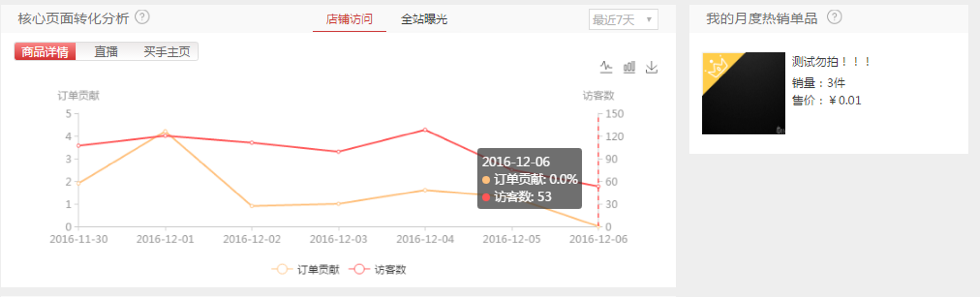 核心页面转化分析 ?
店铺访问 全站曝光
最近7天
商品详情 直播 买手主页
订单贡献 访客数
5 150
4 120
3 90
2 60
1 30
0 0
2016-12-06
订单贡献: 0.0%
访客数: 53
2016-11-30 2016-12-01 2016-12-02 2016-12-03 2016-12-04 2016-12-05 2016-12-06
订单贡献 访客数
我的月度热销单品 ?
测试勿拍！！！
销量：3件
售价：￥0.01